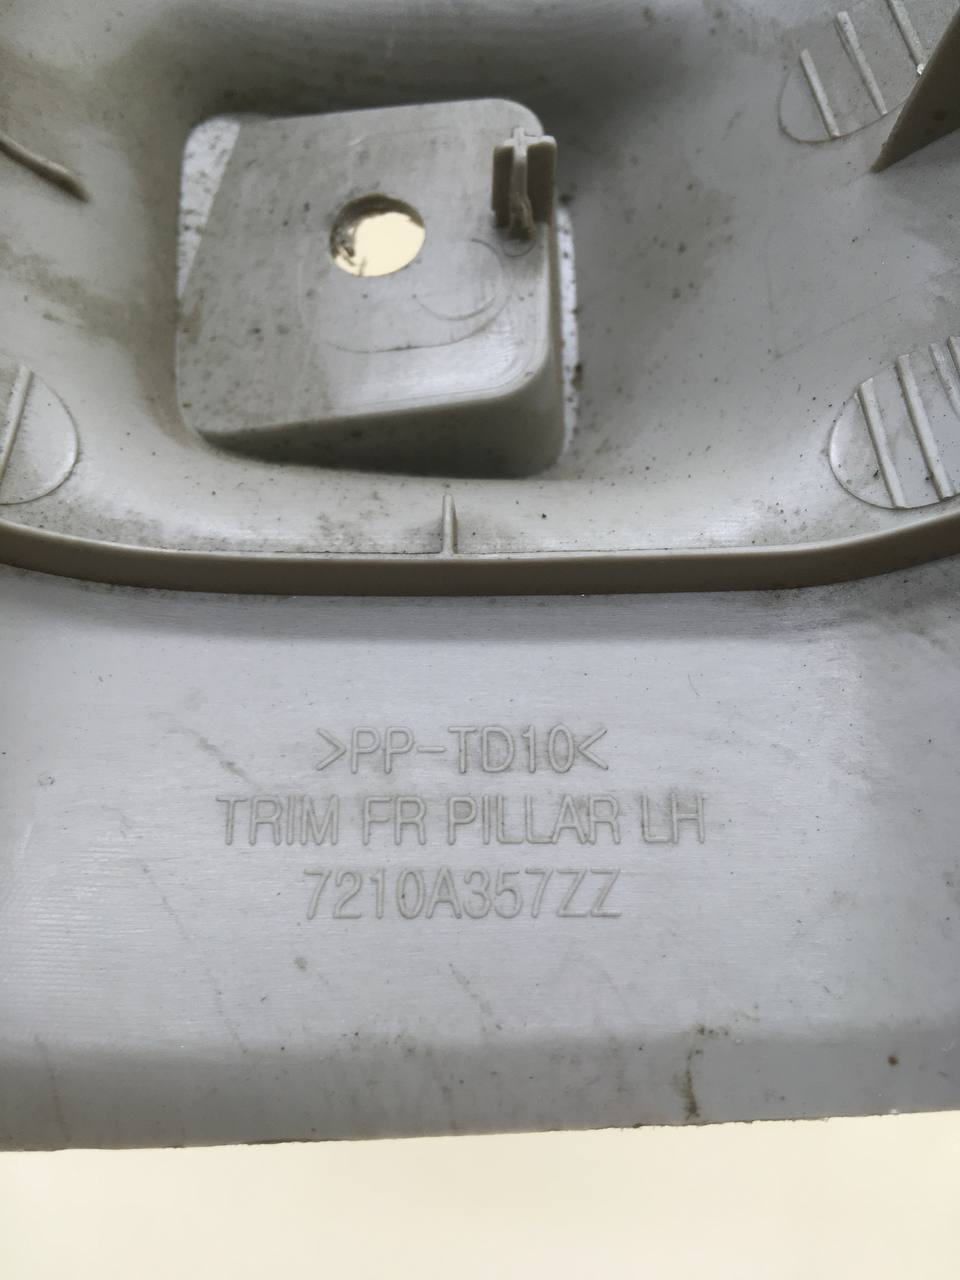 >PP-TD10<
TRIM FR PILLAR LH
7210A357ZZ